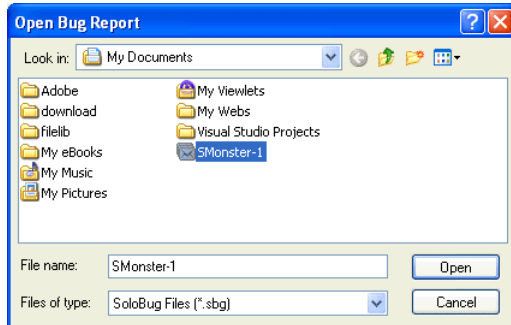 Open Bug Report
Look in: My Documents
Adobe
download
filelib
My eBooks
My Music
My Pictures
My Viewlets
My Webs
Visual Studio Projects
SMonster-1
File name: SMonster-1 Open
Files of type: SoloBug Files (*.sbg) Cancel